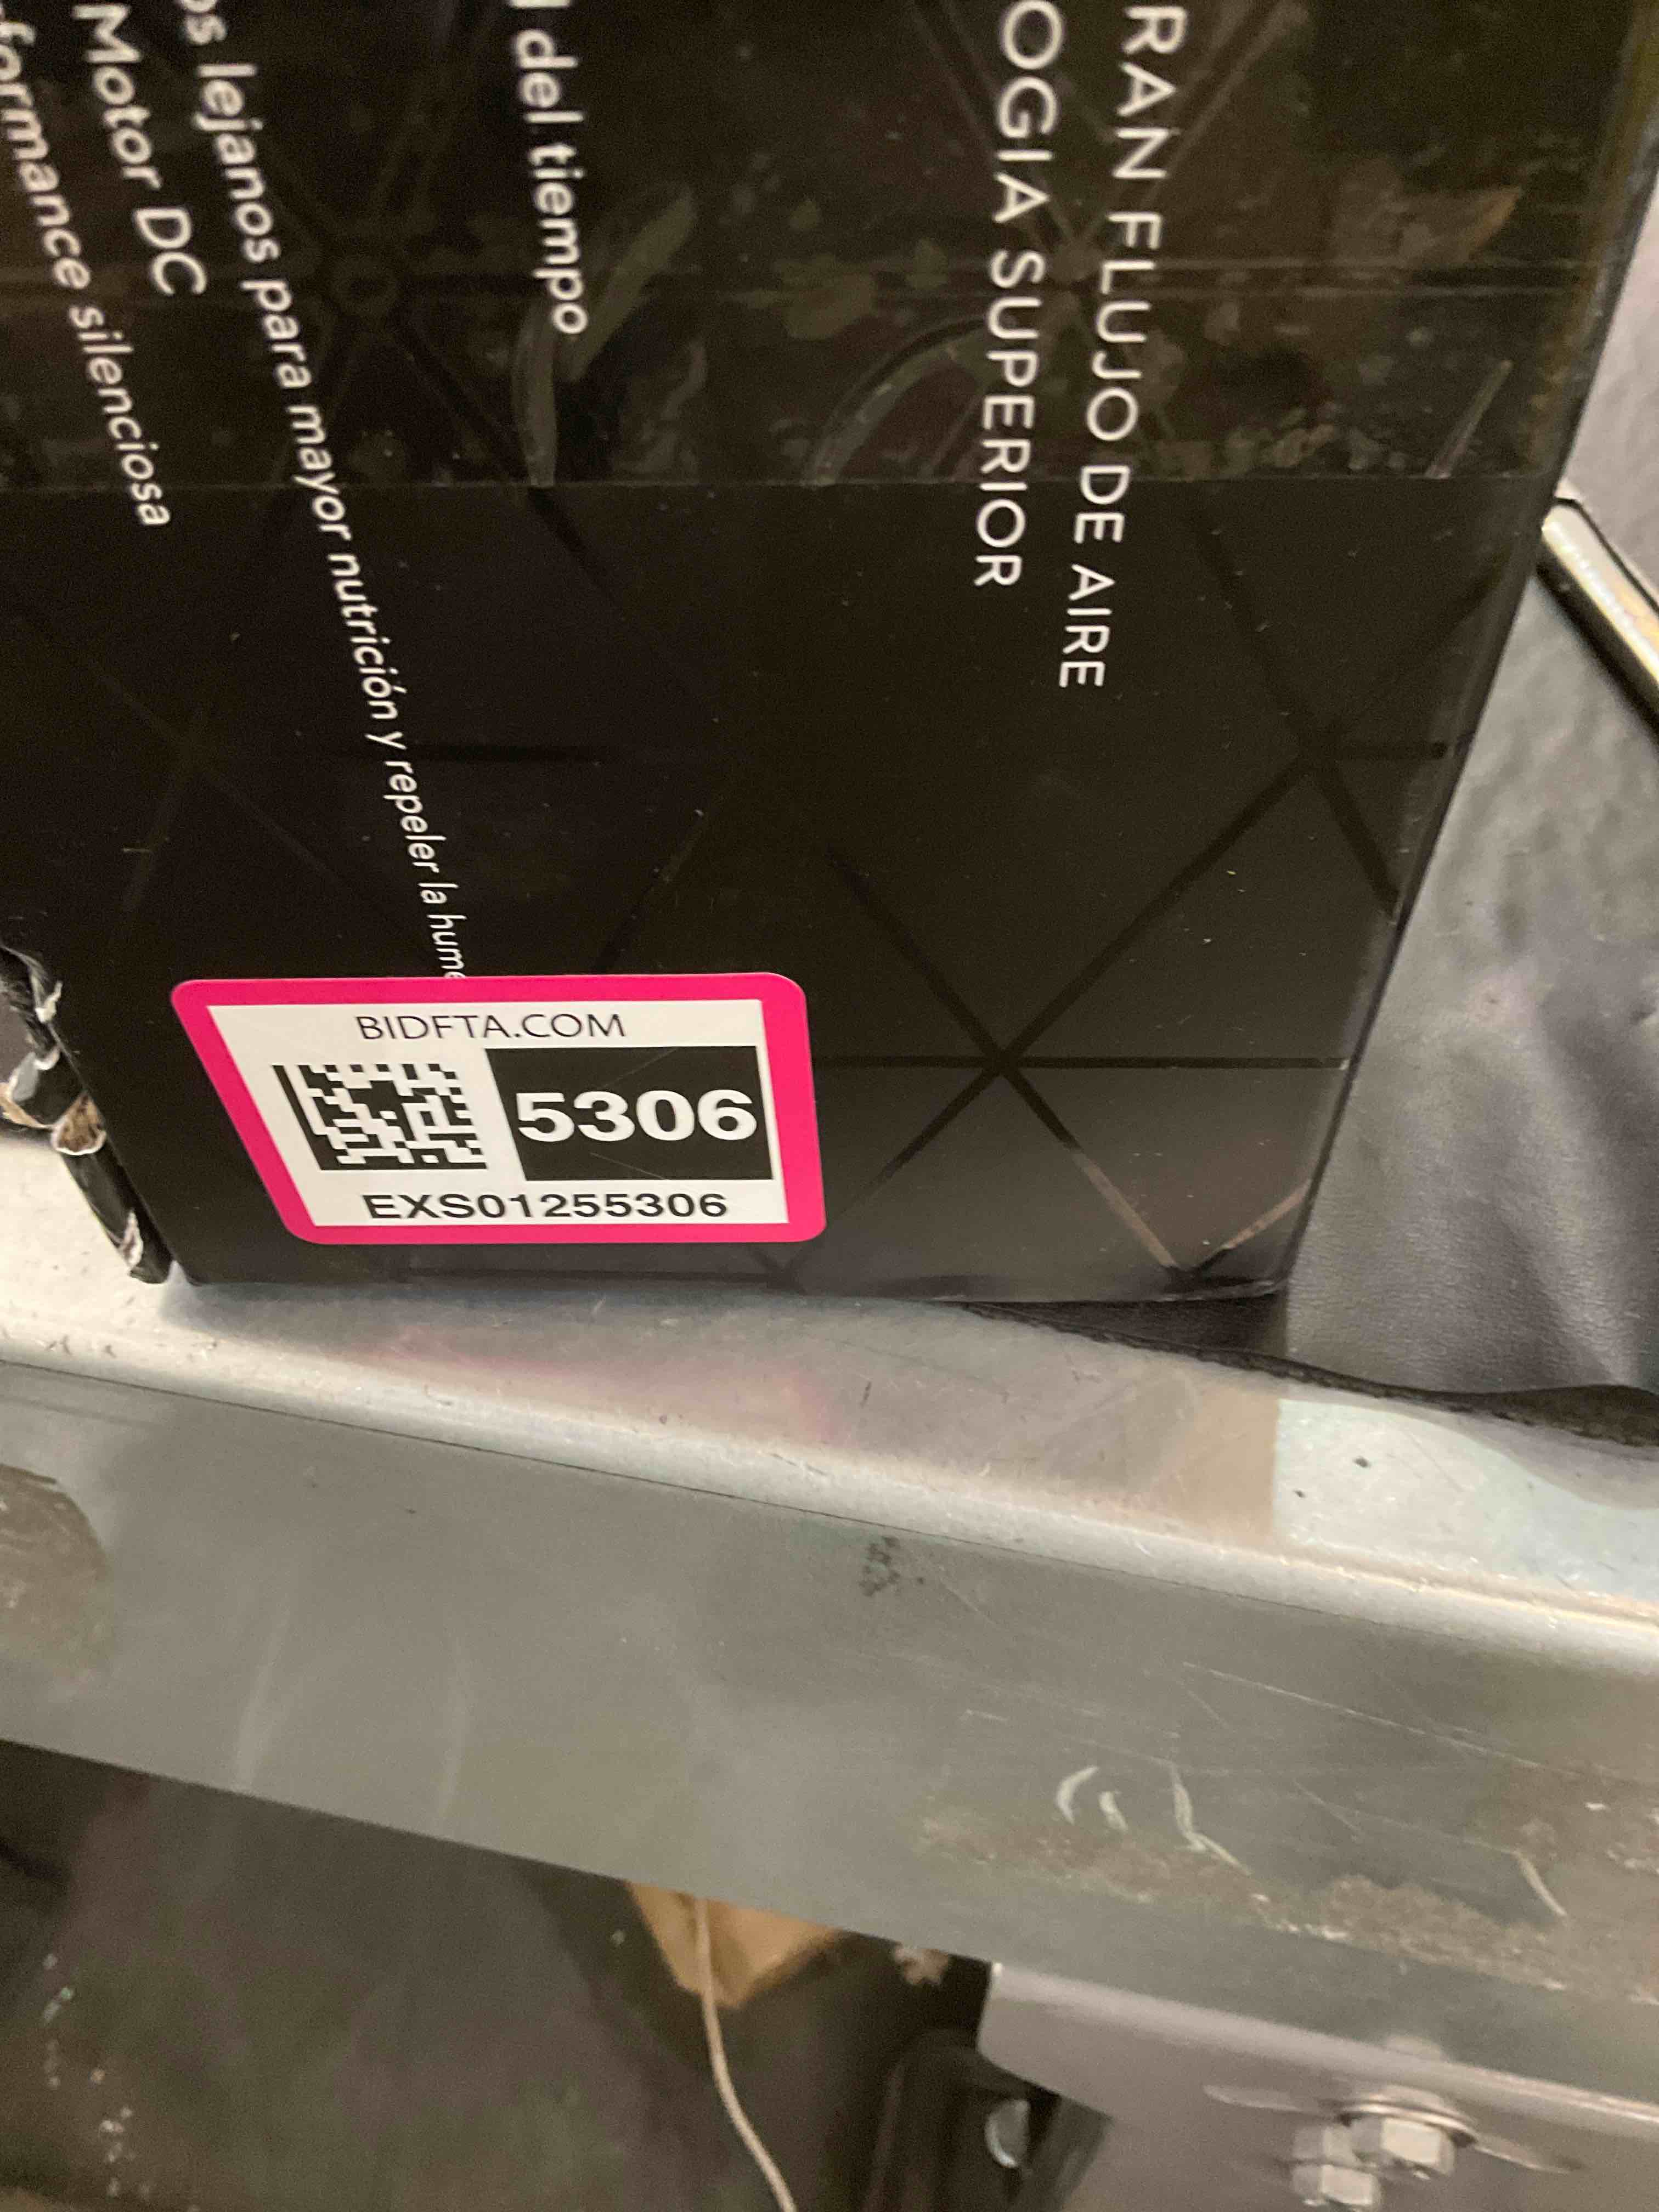 RAN FLUJO DE AIRE
OGIA SUPERIOR
del tiempo
os lejanos para mayor nutrición y repeler la hume
Motor DC
formance silenciosa
BIDFTA.COM
5306
EXS01255306